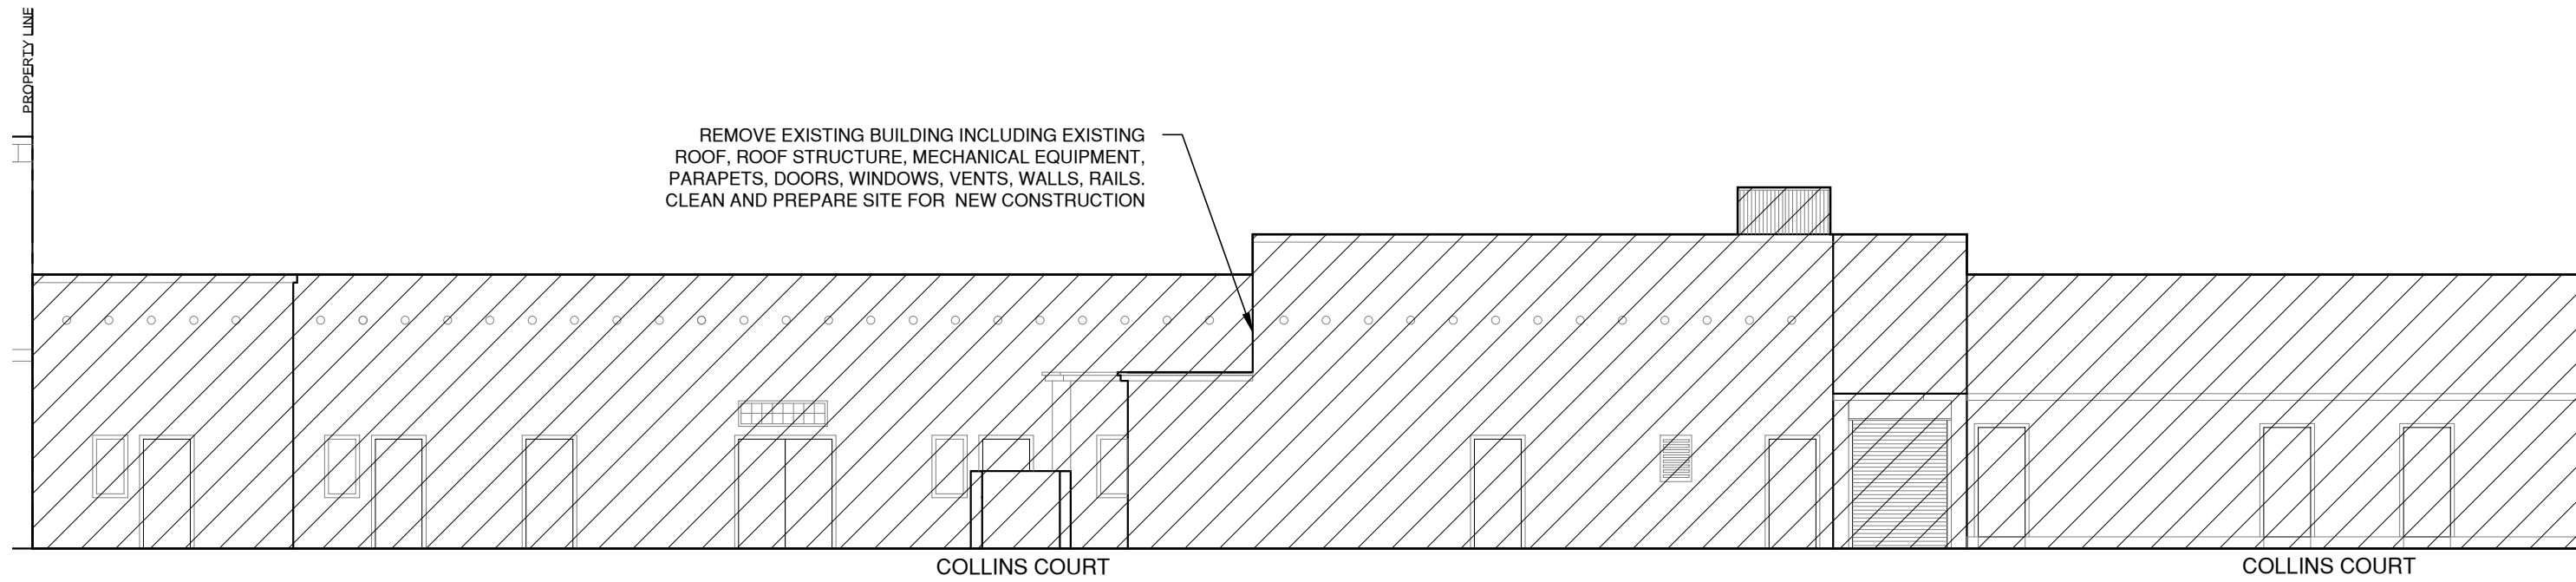 PROPERTY LINE
REMOVE EXISTING BUILDING INCLUDING EXISTING
ROOF, ROOF STRUCTURE, MECHANICAL EQUIPMENT,
PARAPETS, DOORS, WINDOWS, VENTS, WALLS, RAILS.
CLEAN AND PREPARE SITE FOR  NEW CONSTRUCTION
COLLINS COURT
COLLINS COURT